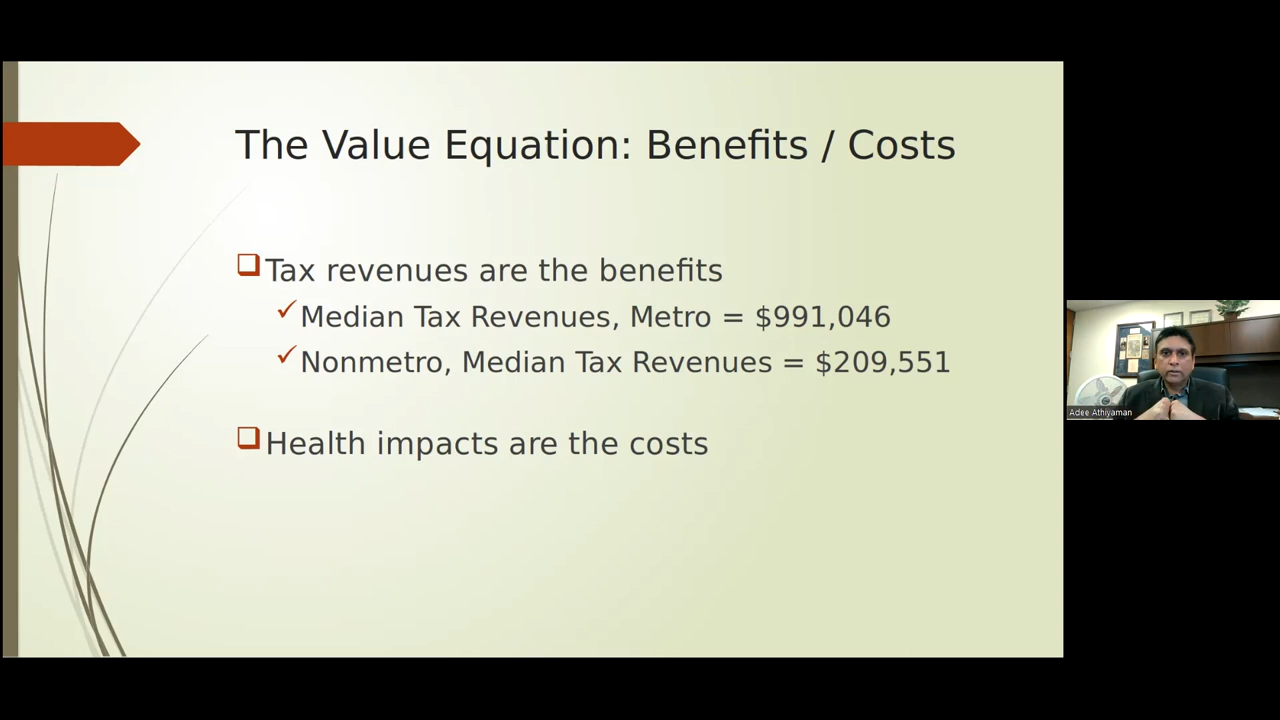 The Value Equation: Benefits / Costs
Tax revenues are the benefits
Median Tax Revenues, Metro = $991,046
Nonmetro, Median Tax Revenues = $209,551
Health impacts are the costs
Adee Athiyaman